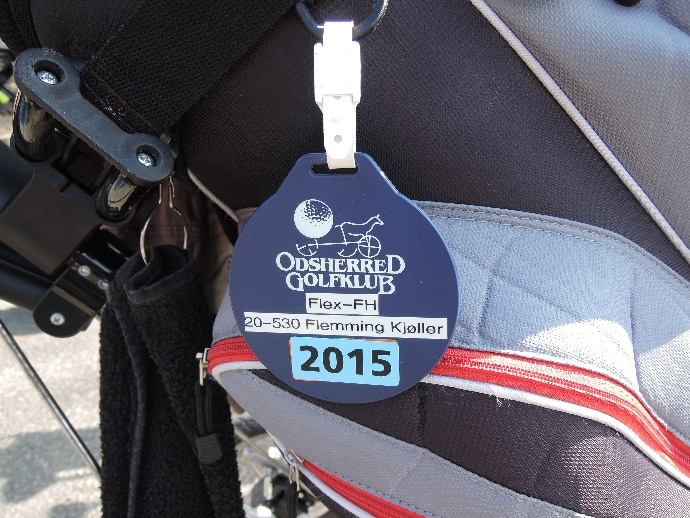 ODSHERRED
GOLFKLUB
Flex-FH
20-530 Flemming Kjøller
2015